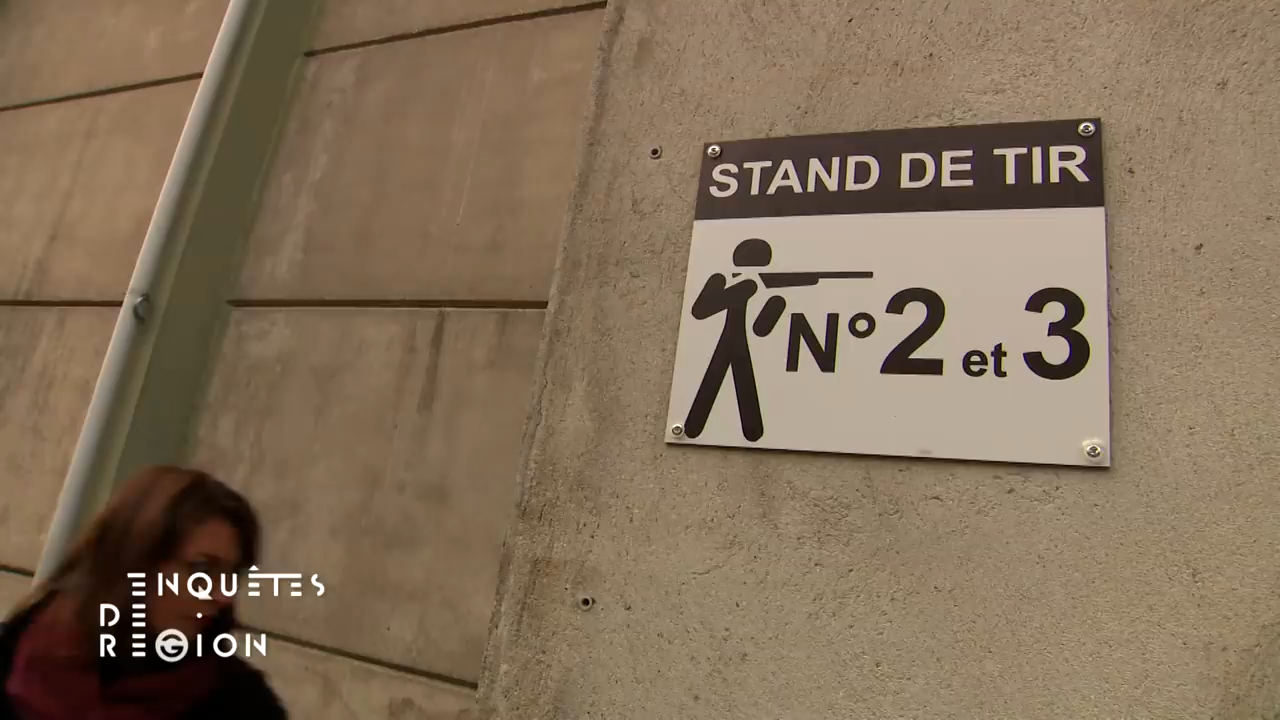 STAND DE TIR
N°2 et 3
ENQUÊTES
DE
RÉGION